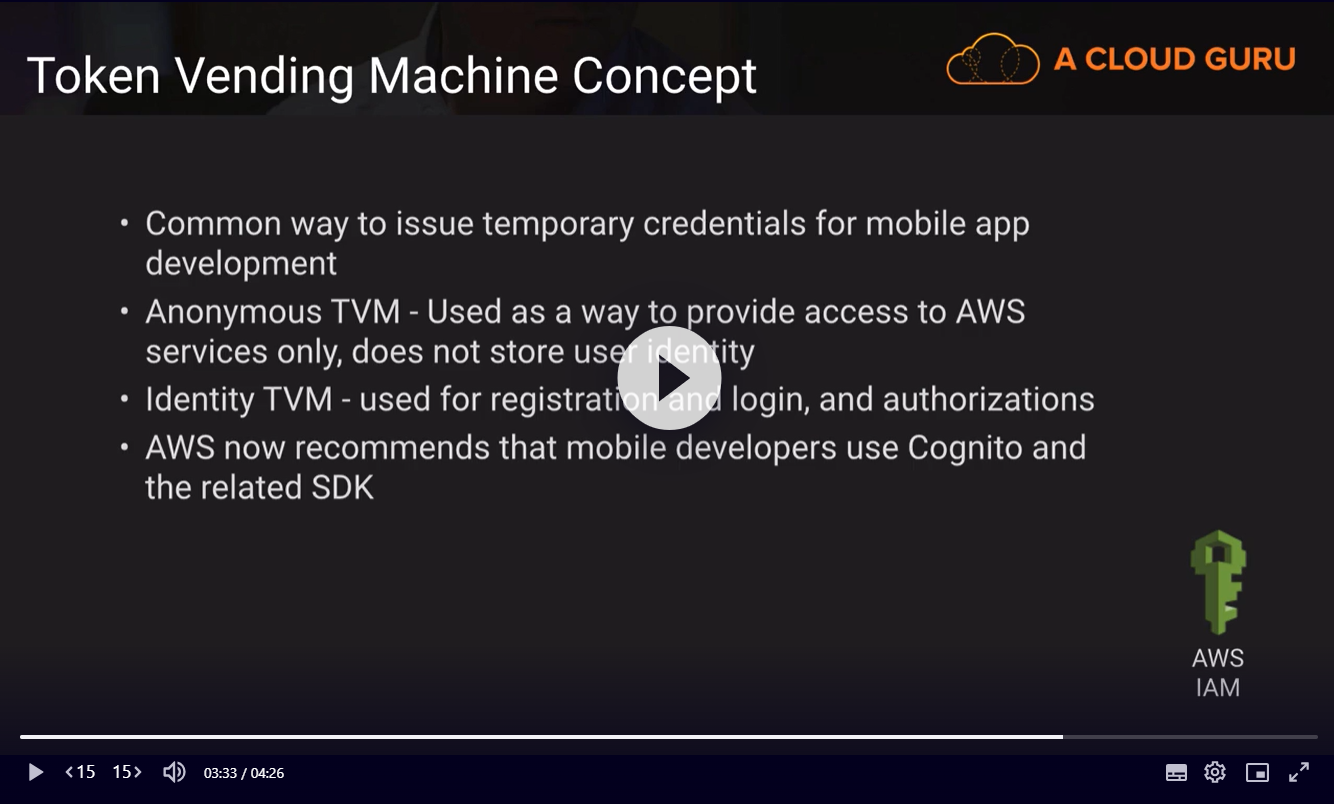 Token Vending Machine Concept
A CLOUD GURU
• Common way to issue temporary credentials for mobile app
development
• Anonymous TVM - Used as a way to provide access to AWS
services only, does not store user identity
• Identity TVM - used for registration and login, and authorizations
• AWS now recommends that mobile developers use Cognito and
the related SDK
AWS
IAM
<15 15> 03:33 / 04:26